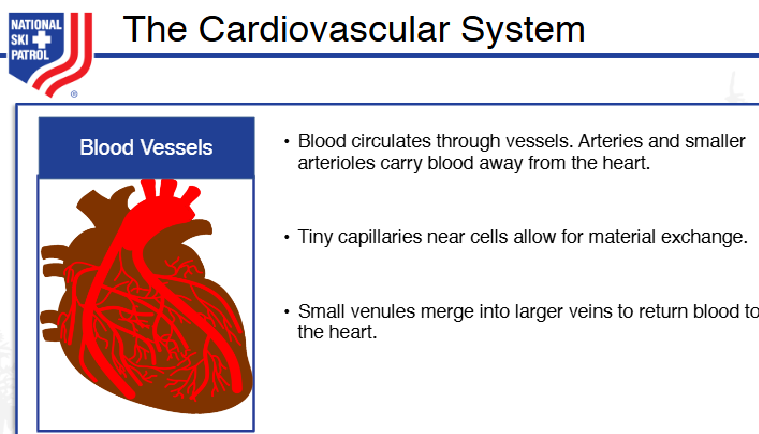 NATIONAL
SKI
PATROL
®
The Cardiovascular System
Blood Vessels
• Blood circulates through vessels. Arteries and smaller
arterioles carry blood away from the heart.
• Tiny capillaries near cells allow for material exchange.
• Small venules merge into larger veins to return blood to
the heart.